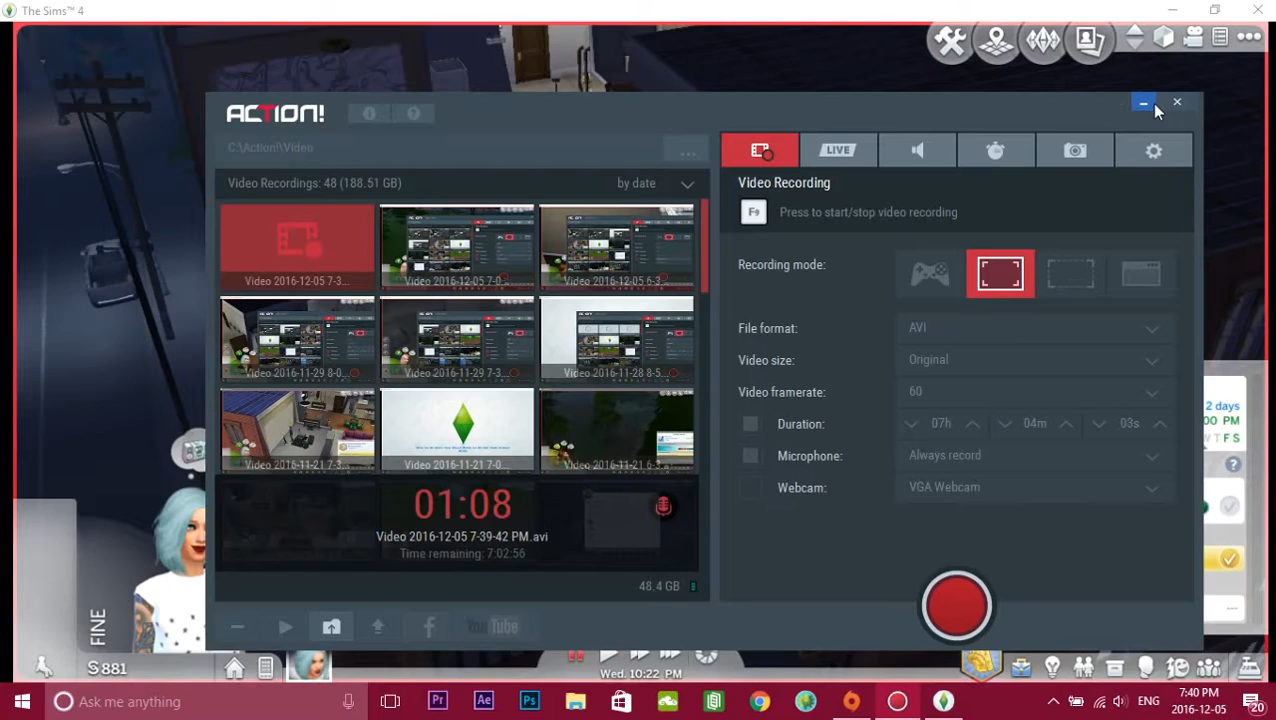 The Sims™ 4
ACTION!
C:\Action!\Video
...
Video Recordings: 48 (188.51 GB)
by date
Video 2016-12-05 7-3...
Video 2016-12-05 7-0...
Video 2016-12-05 6-3...
Video 2016-11-29 8-0...
Video 2016-11-29 7-3...
Video 2016-11-28 8-5...
Video 2016-11-21 7-3...
Video 2016-11-21 7-0...
Video 2016-11-21 6-3...
01:08
Video 2016-12-05 7-39-42 PM.avi
Time remaining: 7:02:56
48.4 GB
YouTube
LIVE
Video Recording
F9 Press to start/stop video recording
Recording mode:
File format: AVI
Video size: Original
Video framerate: 60
Duration: 07h 04m 03s
Microphone: Always record
Webcam: VGA Webcam
2 days
00 PM
W T F S
?
...
FINE
§881
Wed. 10:22 PM
Ask me anything
Pr Ae Ps
ENG
7:40 PM
2016-12-05
20